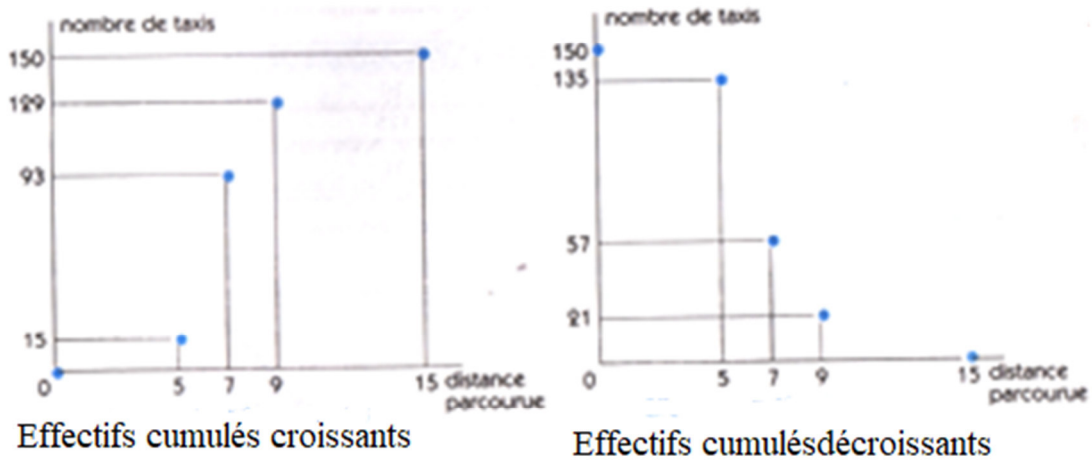 nombre de taxis
150
129
93
15
0 5 7 9 15 distance
parcourue
Effectifs cumulés croissants
nombre de taxis
150
135
57
21
0 5 7 9 15 distance
parcourue
Effectifs cumulésdécroissants